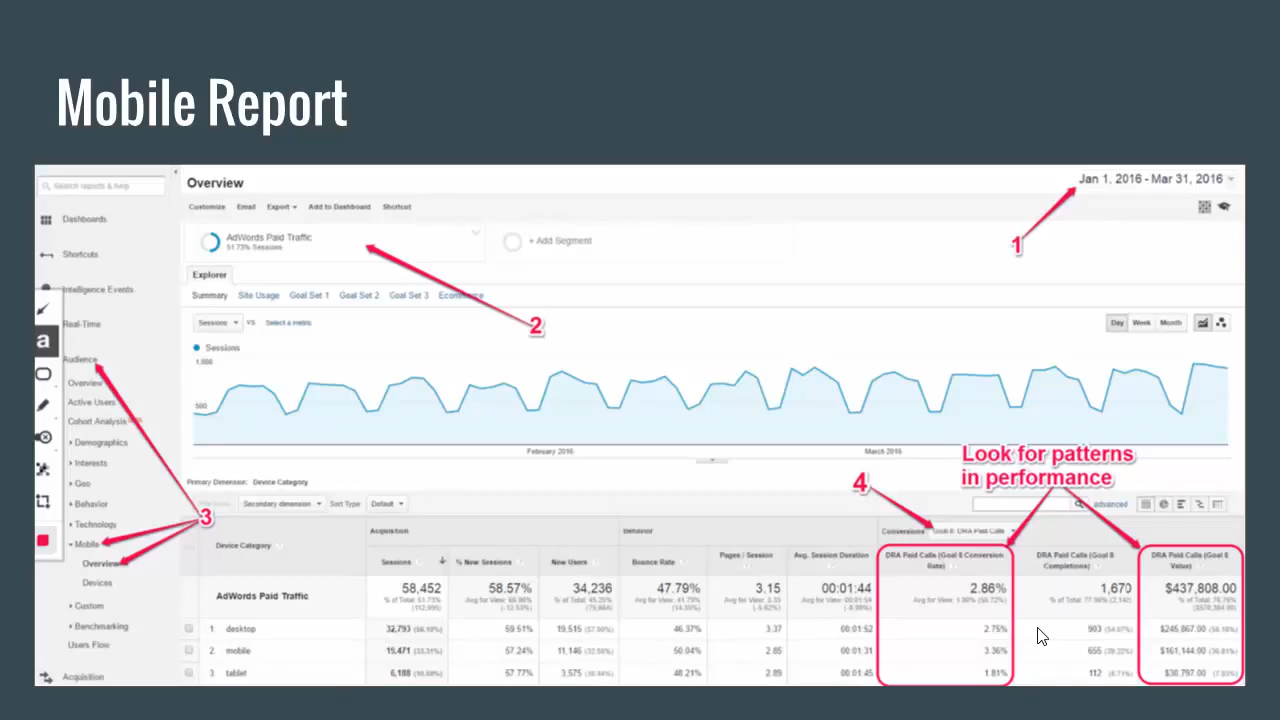 Mobile Report
Search reports & help
Overview
Jan 1, 2016 - Mar 31, 2016
Customize Email Export Add to Dashboard Shortcut
Dashboards
AdWords Paid Traffic
51.73% Sessions
+ Add Segment
1
Shortcuts
Explorer
Intelligence Events
Summary Site Usage Goal Set 1 Goal Set 2 Goal Set 3 Ecommerce
2
Real-Time
Sessions VS Select a metric
Day Week Month
a
Sessions
1,000
500
Audience
Overview
Active Users
Cohort Analysis
Demographics
Interests
Geo
Behavior
Technology
Mobile
Overview
Devices
Custom
Benchmarking
Users Flow
Acquisition
3
February 2016
March 2016
Look for patterns
in performance
4
Primary Dimension: Device Category
Secondary dimension Sort Type: Default
advanced
Acquisition Behavior Conversions Goal 8: DRA Paid Calls
Device Category
Sessions % New Sessions New Users Bounce Rate Pages / Session Avg. Session Duration
DRA Paid Calls (Goal 8 Conversion
Rate)
DRA Paid Calls (Goal 8
Completions)
DRA Paid Calls (Goal 8
Value)
AdWords Paid Traffic
58,452 58.57% 34,236 47.79% 3.15 00:01:44 2.86% 1,670 $437,808.00
1 desktop 32,793 59.51% 19,515 46.37% 3.37 00:01:52 2.75% 903 $245,867.00
2 mobile 19,471 57.24% 11,146 50.04% 2.85 00:01:31 3.36% 655 $161,144.00
3 tablet 6,188 57.77% 3,575 48.21% 2.89 00:01:45 1.81% 112 $30,797.00